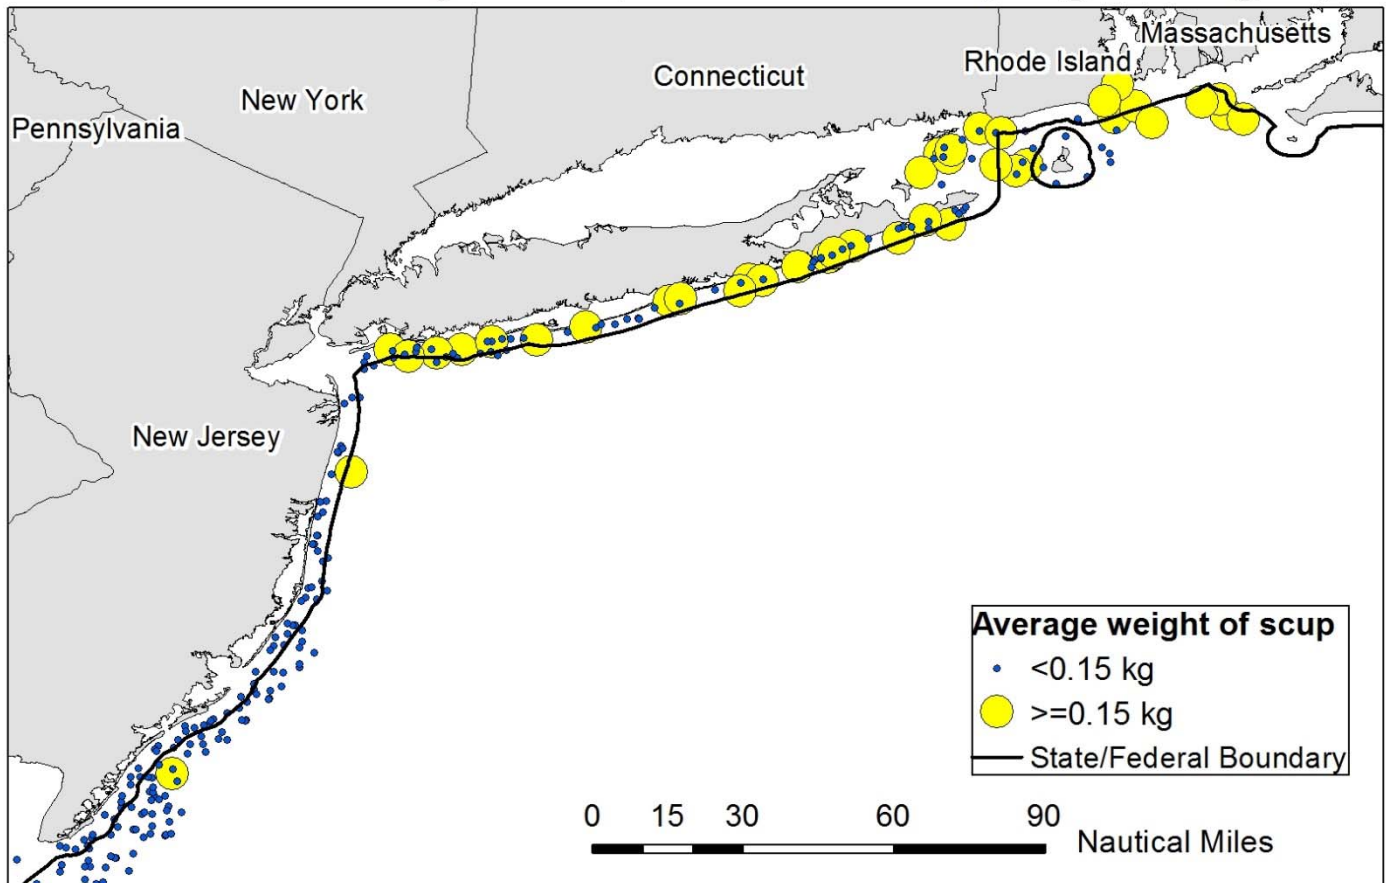 Massachusetts
Rhode Island
Connecticut
New York
Pennsylvania
New Jersey
Average weight of scup
<0.15 kg
>=0.15 kg
State/Federal Boundary
0 15 30 60 90
Nautical Miles